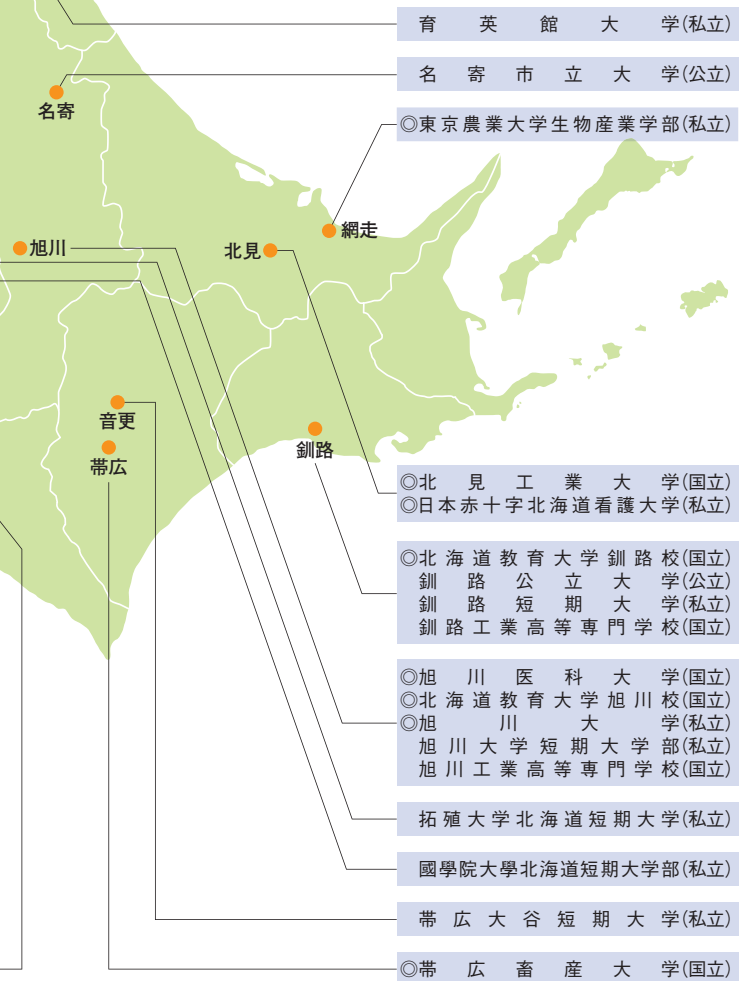 育英館大学(私立)
名寄市立大学(公立)
名寄
◎東京農業大学生物産業学部(私立)
網走
旭川
北見
音更
釧路
帯広
◎北見工業大学(国立)
◎日本赤十字北海道看護大学(私立)
◎北海道教育大学釧路校(国立)
釧路公立大学(公立)
釧路短期大学(私立)
釧路工業高等専門学校(国立)
◎旭川医科大学(国立)
◎北海道教育大学旭川校(国立)
◎旭川大学(私立)
旭川大学短期大学部(私立)
旭川工業高等専門学校(国立)
拓殖大学北海道短期大学(私立)
國學院大學北海道短期大学部(私立)
帯広大谷短期大学(私立)
◎帯広畜産大学(国立)